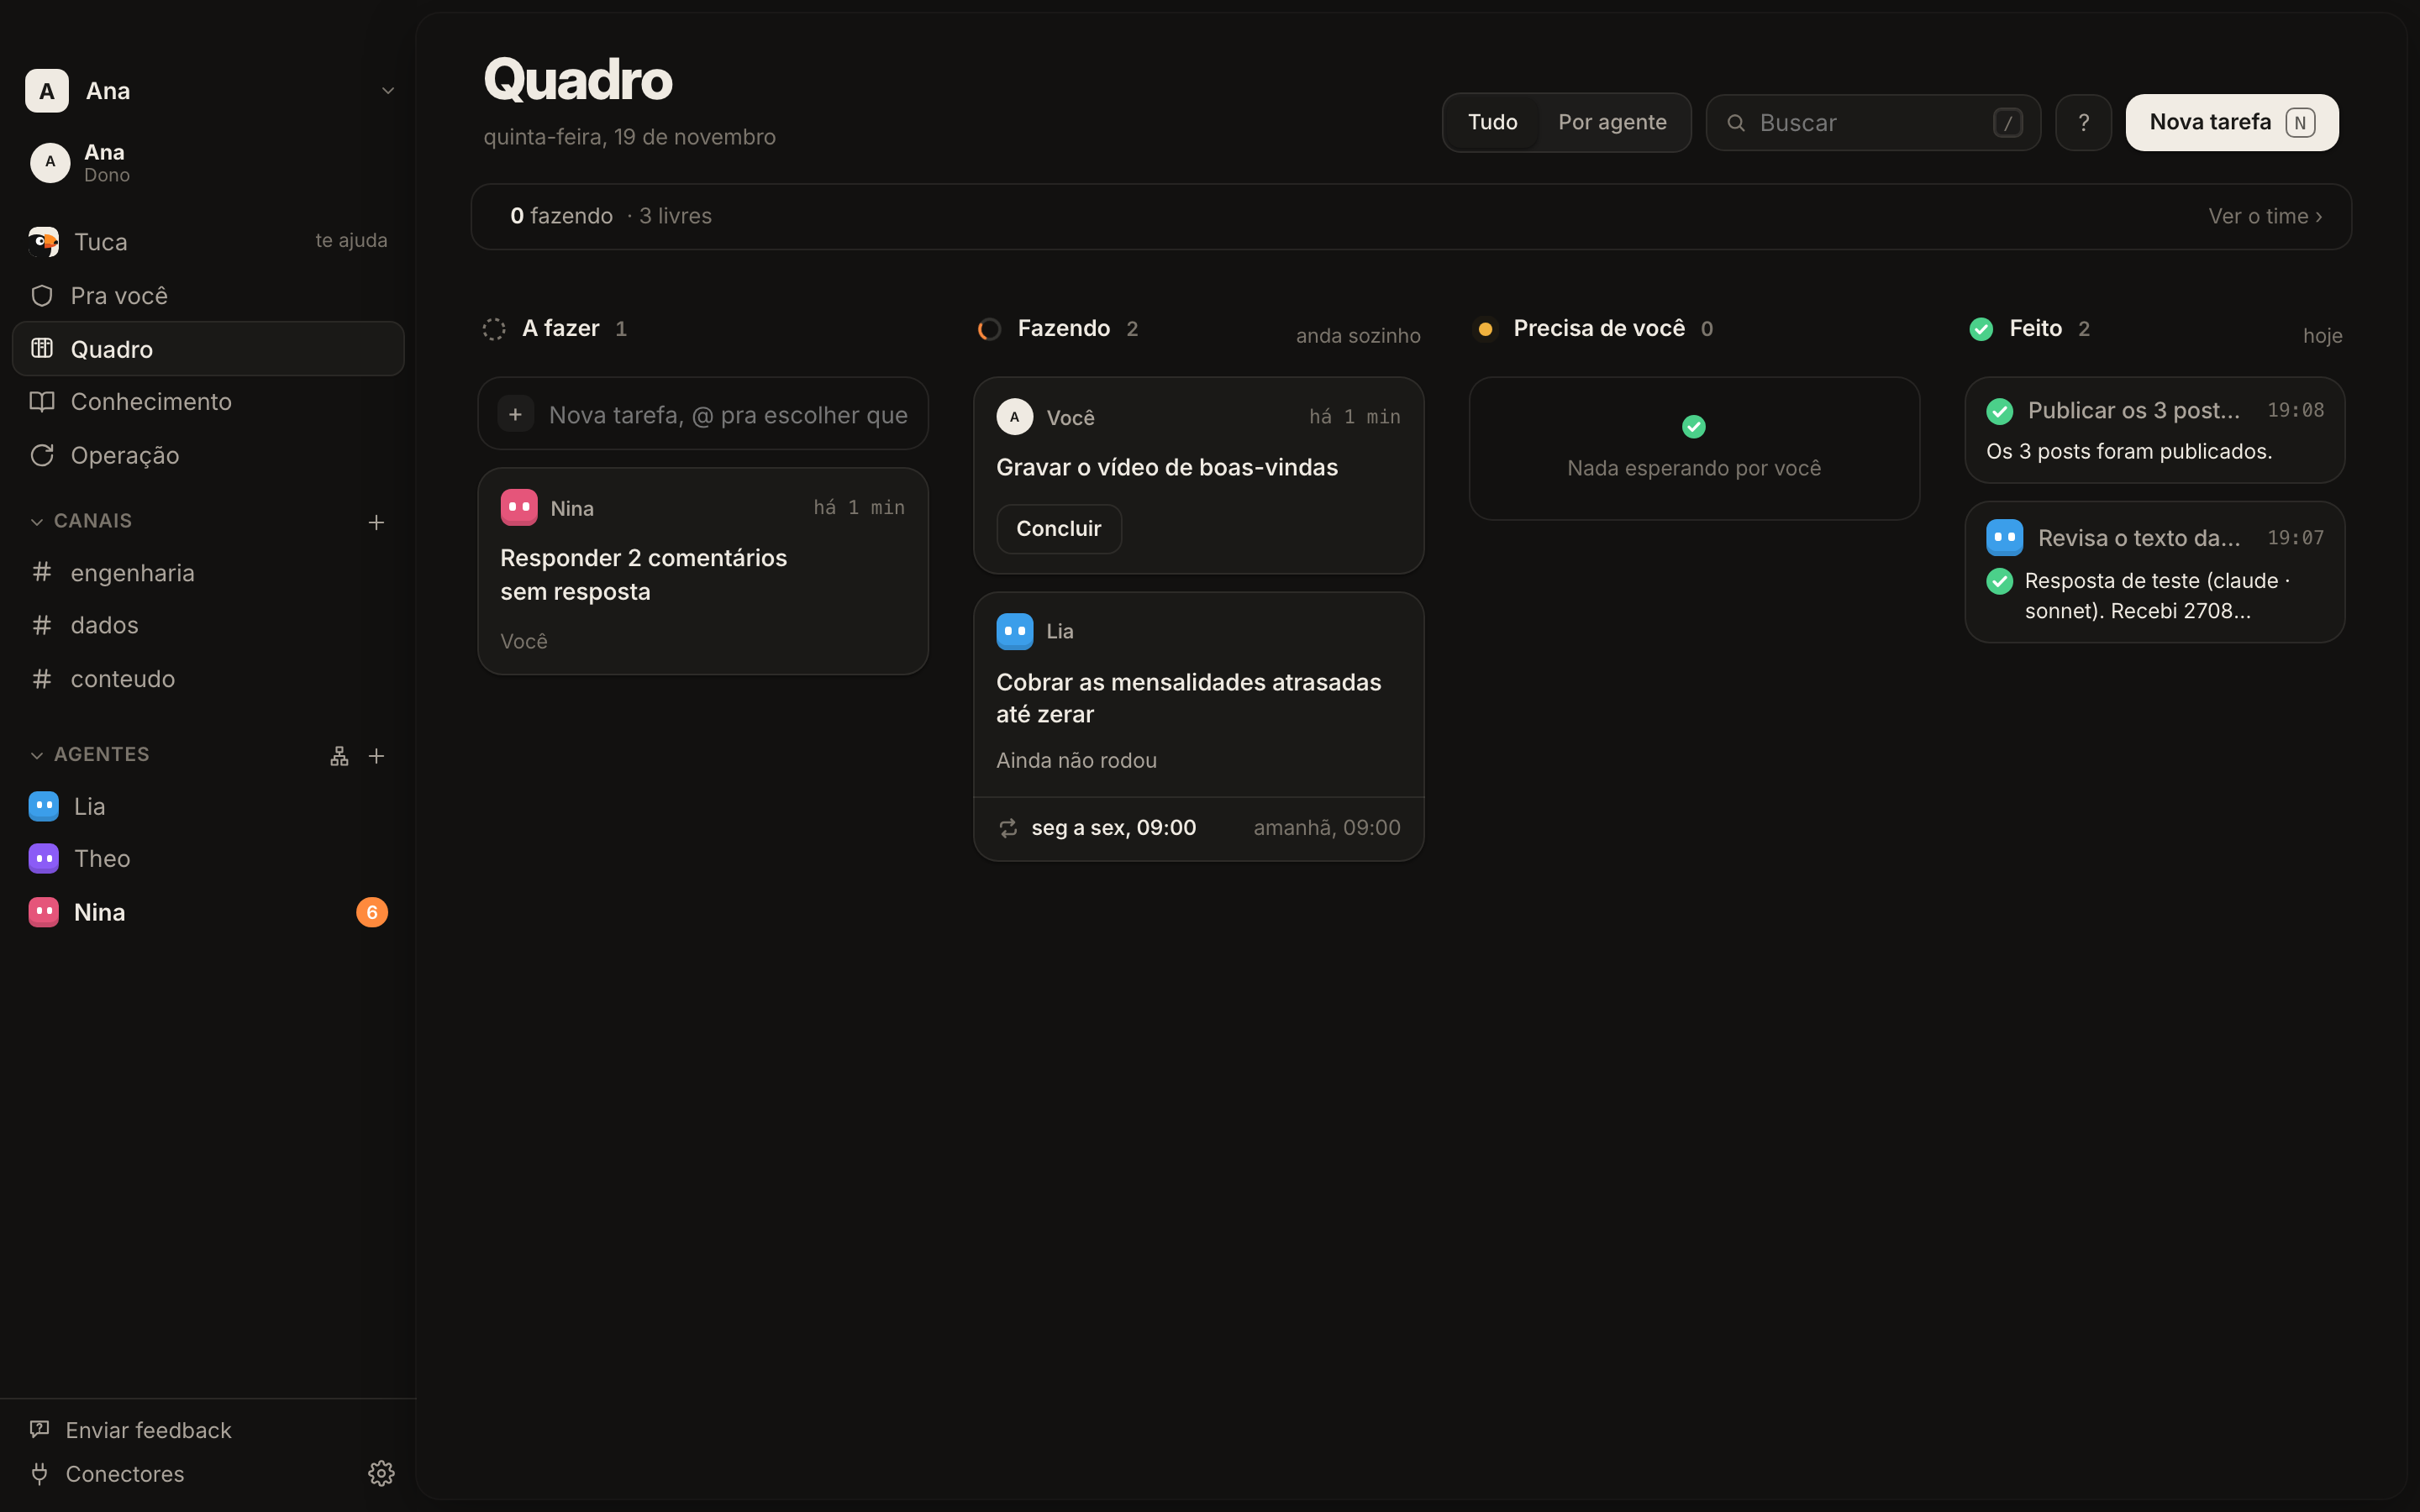 A Ana
A Ana
Dono
Tuca te ajuda
Pra você
Quadro
Conhecimento
Operação
CANAIS
# engenharia
# dados
# conteudo
AGENTES
Lia
Theo
Nina 6
Enviar feedback
Conectores
Quadro
quinta-feira, 19 de novembro
Tudo Por agente Buscar / ? Nova tarefa N
0 fazendo · 3 livres Ver o time ›
A fazer 1
+ Nova tarefa, @ pra escolher que
Nina há 1 min
Responder 2 comentários
sem resposta
Você
Fazendo 2 anda sozinho
A Você há 1 min
Gravar o vídeo de boas-vindas
Concluir
Lia
Cobrar as mensalidades atrasadas
até zerar
Ainda não rodou
seg a sex, 09:00 amanhã, 09:00
Precisa de você 0
Nada esperando por você
Feito 2 hoje
Publicar os 3 post... 19:08
Os 3 posts foram publicados.
Revisa o texto da... 19:07
Resposta de teste (claude ·
sonnet). Recebi 2708...